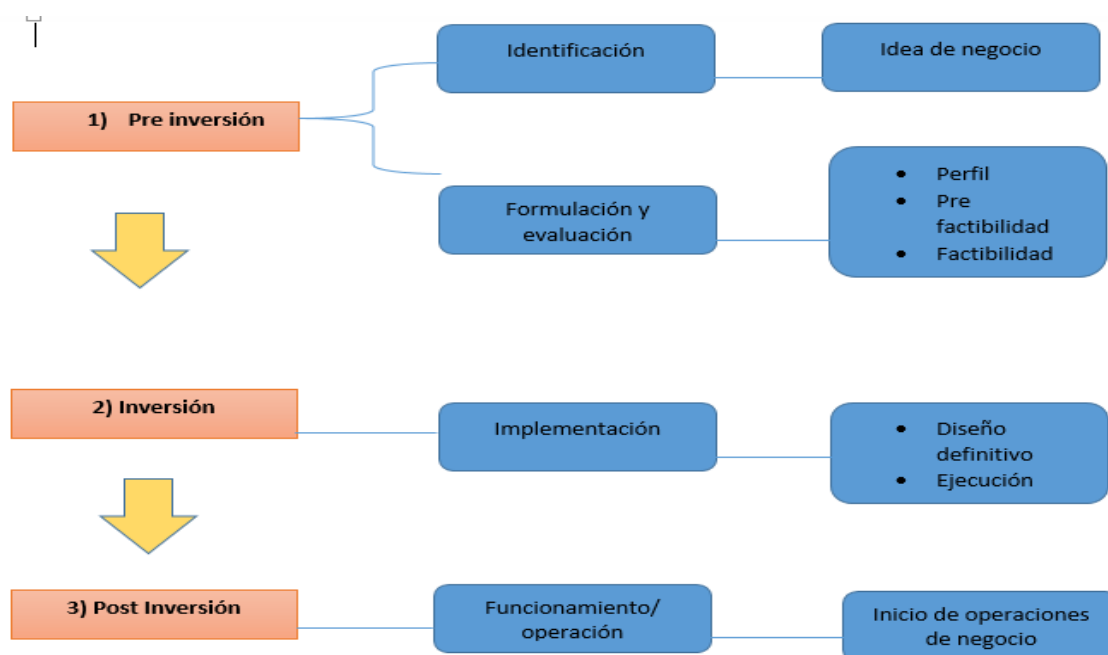 Identificación
Idea de negocio
1) Pre inversión
Formulación y
evaluación
• Perfil
• Pre
factibilidad
• Factibilidad
2) Inversión
Implementación
• Diseño
definitivo
• Ejecución
3) Post Inversión
Funcionamiento/
operación
Inicio de operaciones
de negocio